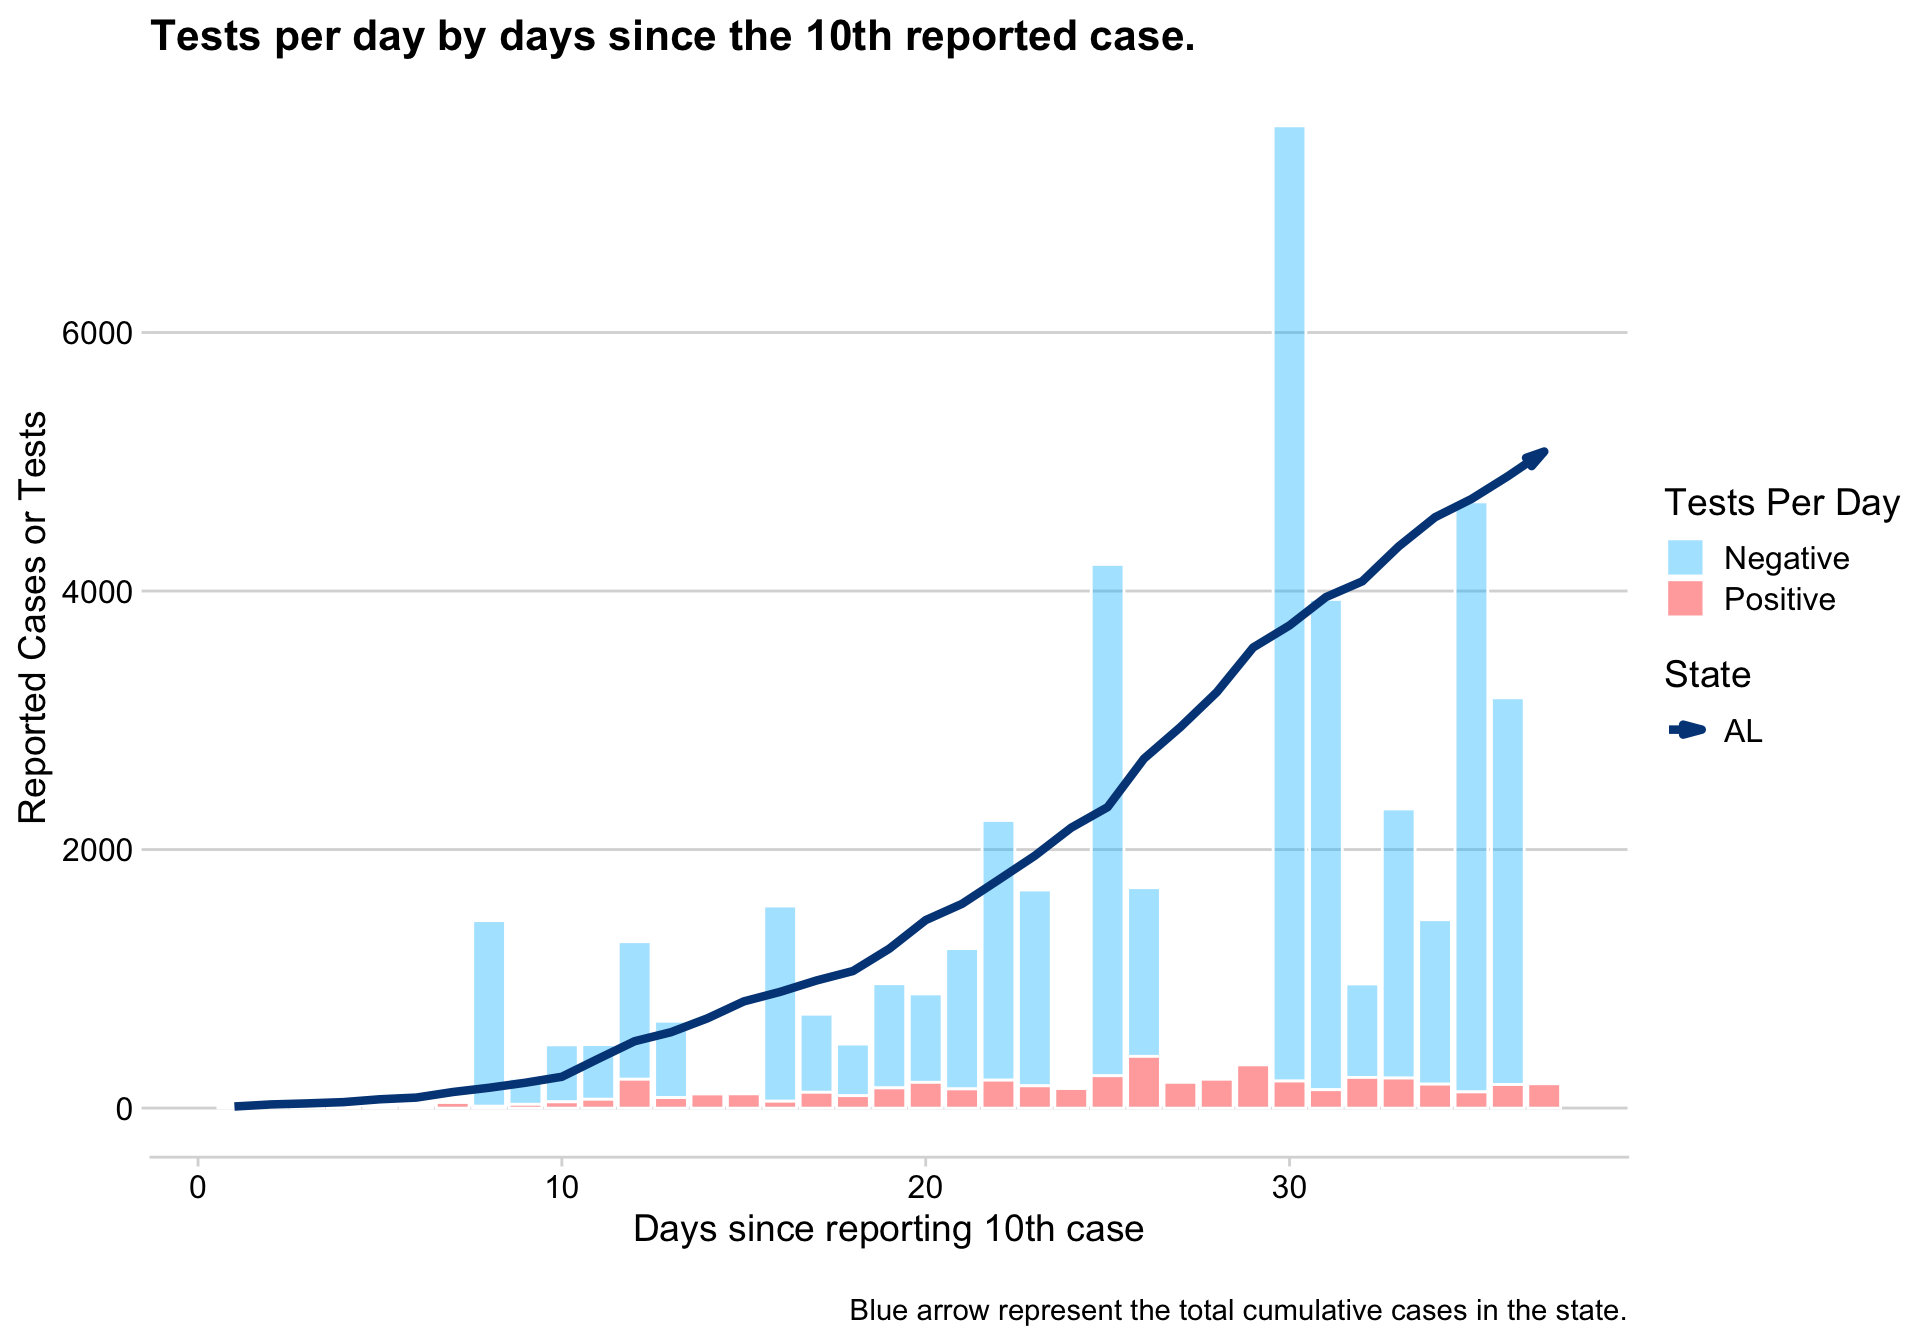 Tests per day by days since the 10th reported case.
Reported Cases or Tests
6000
4000
2000
0
0 10 20 30
Days since reporting 10th case
Tests Per Day
Negative
Positive
State
AL
Blue arrow represent the total cumulative cases in the state.